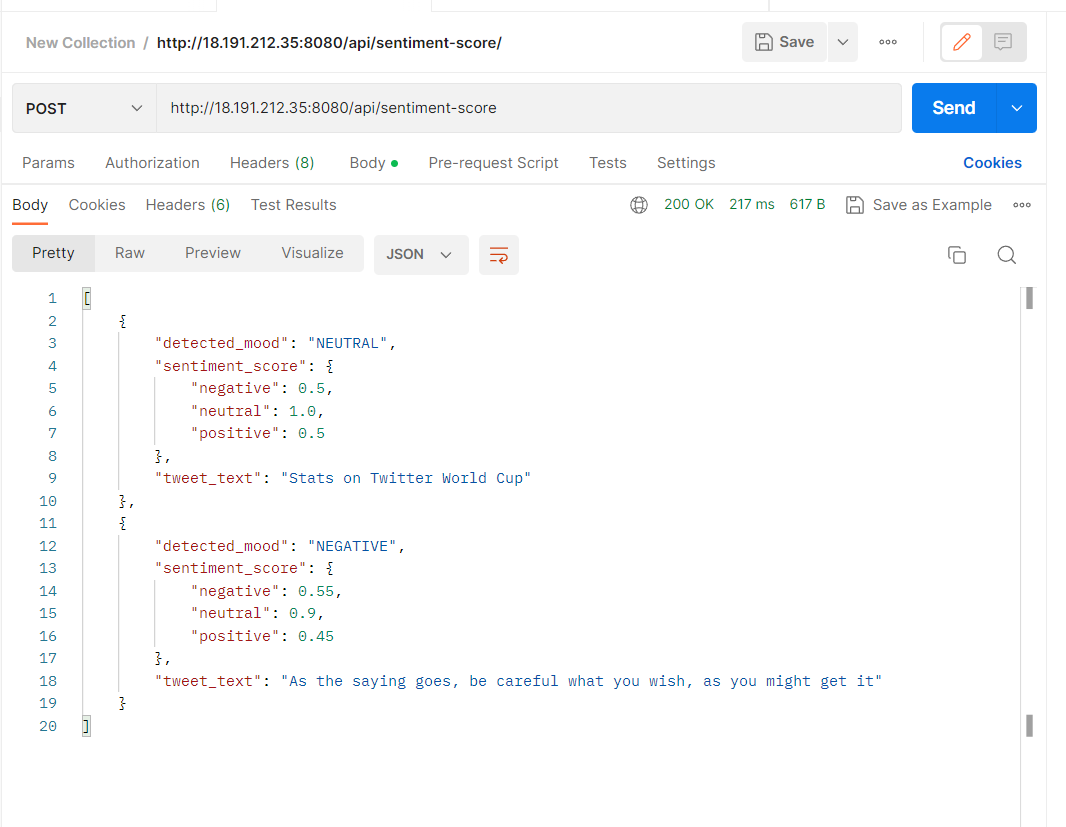 New Collection / http://18.191.212.35:8080/api/sentiment-score/ Save
POST http://18.191.212.35:8080/api/sentiment-score Send
Params Authorization Headers (8) Body Pre-request Script Tests Settings Cookies
Body Cookies Headers (6) Test Results 200 OK 217 ms 617 B Save as Example
Pretty Raw Preview Visualize JSON
1 [
2 {
3 "detected_mood": "NEUTRAL",
4 "sentiment_score": {
5 "negative": 0.5,
6 "neutral": 1.0,
7 "positive": 0.5
8 },
9 "tweet_text": "Stats on Twitter World Cup"
10 },
11 {
12 "detected_mood": "NEGATIVE",
13 "sentiment_score": {
14 "negative": 0.55,
15 "neutral": 0.9,
16 "positive": 0.45
17 },
18 "tweet_text": "As the saying goes, be careful what you wish, as you might get it"
19 }
20 ]